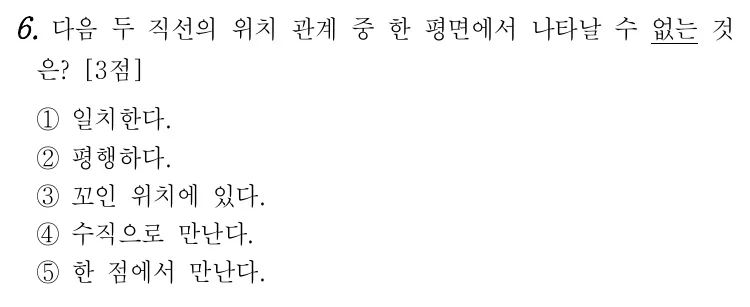 6. 다음 두 직선의 위치 관계 중 한 평면에서 나타날 수 없는 것
은? [3점]
① 일치한다.
② 평행하다.
③ 꼬인 위치에 있다.
④ 수직으로 만난다.
⑤ 한 점에서 만난다.